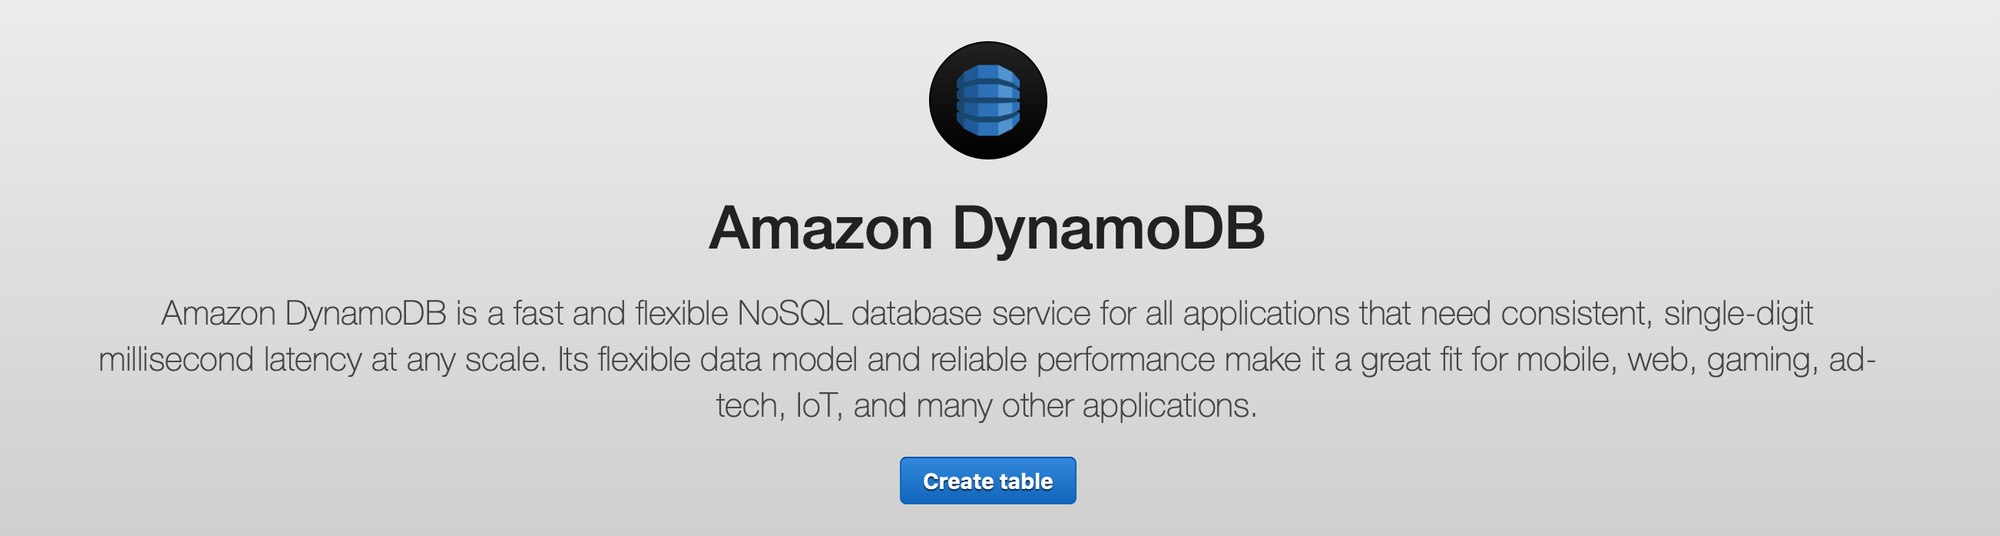 Amazon DynamoDB
Amazon DynamoDB is a fast and flexible NoSQL database service for all applications that need consistent, single-digit
millisecond latency at any scale. Its flexible data model and reliable performance make it a great fit for mobile, web, gaming, ad-
tech, IoT, and many other applications.
Create table